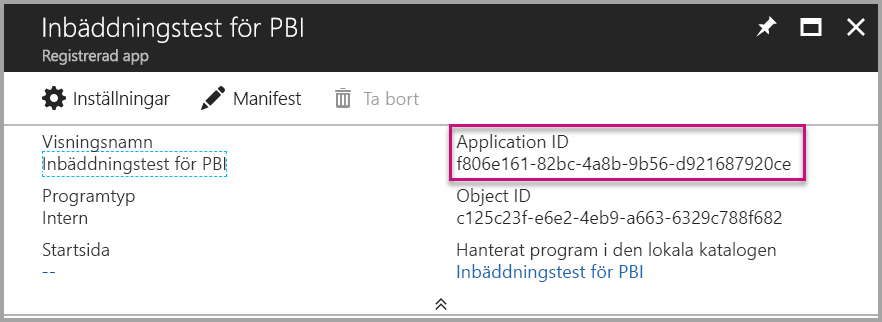 Inbäddningstest för PBI
Registrerad app
Inställningar Manifest Ta bort
Visningsnamn
Inbäddningstest för PBI
Application ID
f806e161-82bc-4a8b-9b56-d921687920ce
Programtyp
Intern
Object ID
c125c23f-e6e2-4eb9-a663-6329c788f682
Startsida
--
Hanterat program i den lokala katalogen
Inbäddningstest för PBI